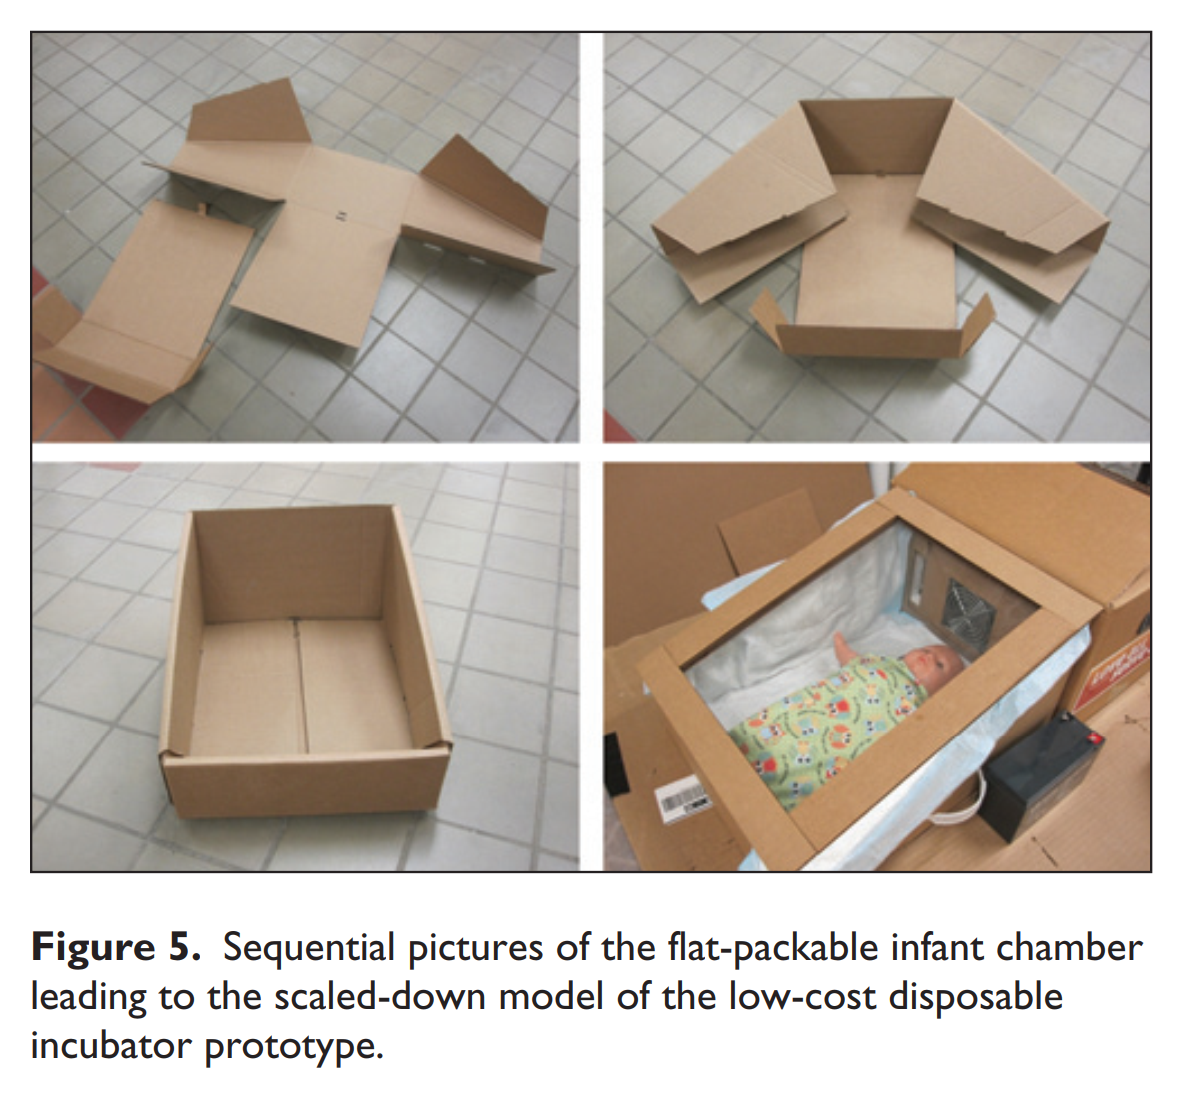 Figure 5. Sequential pictures of the flat-packable infant chamber
leading to the scaled-down model of the low-cost disposable
incubator prototype.